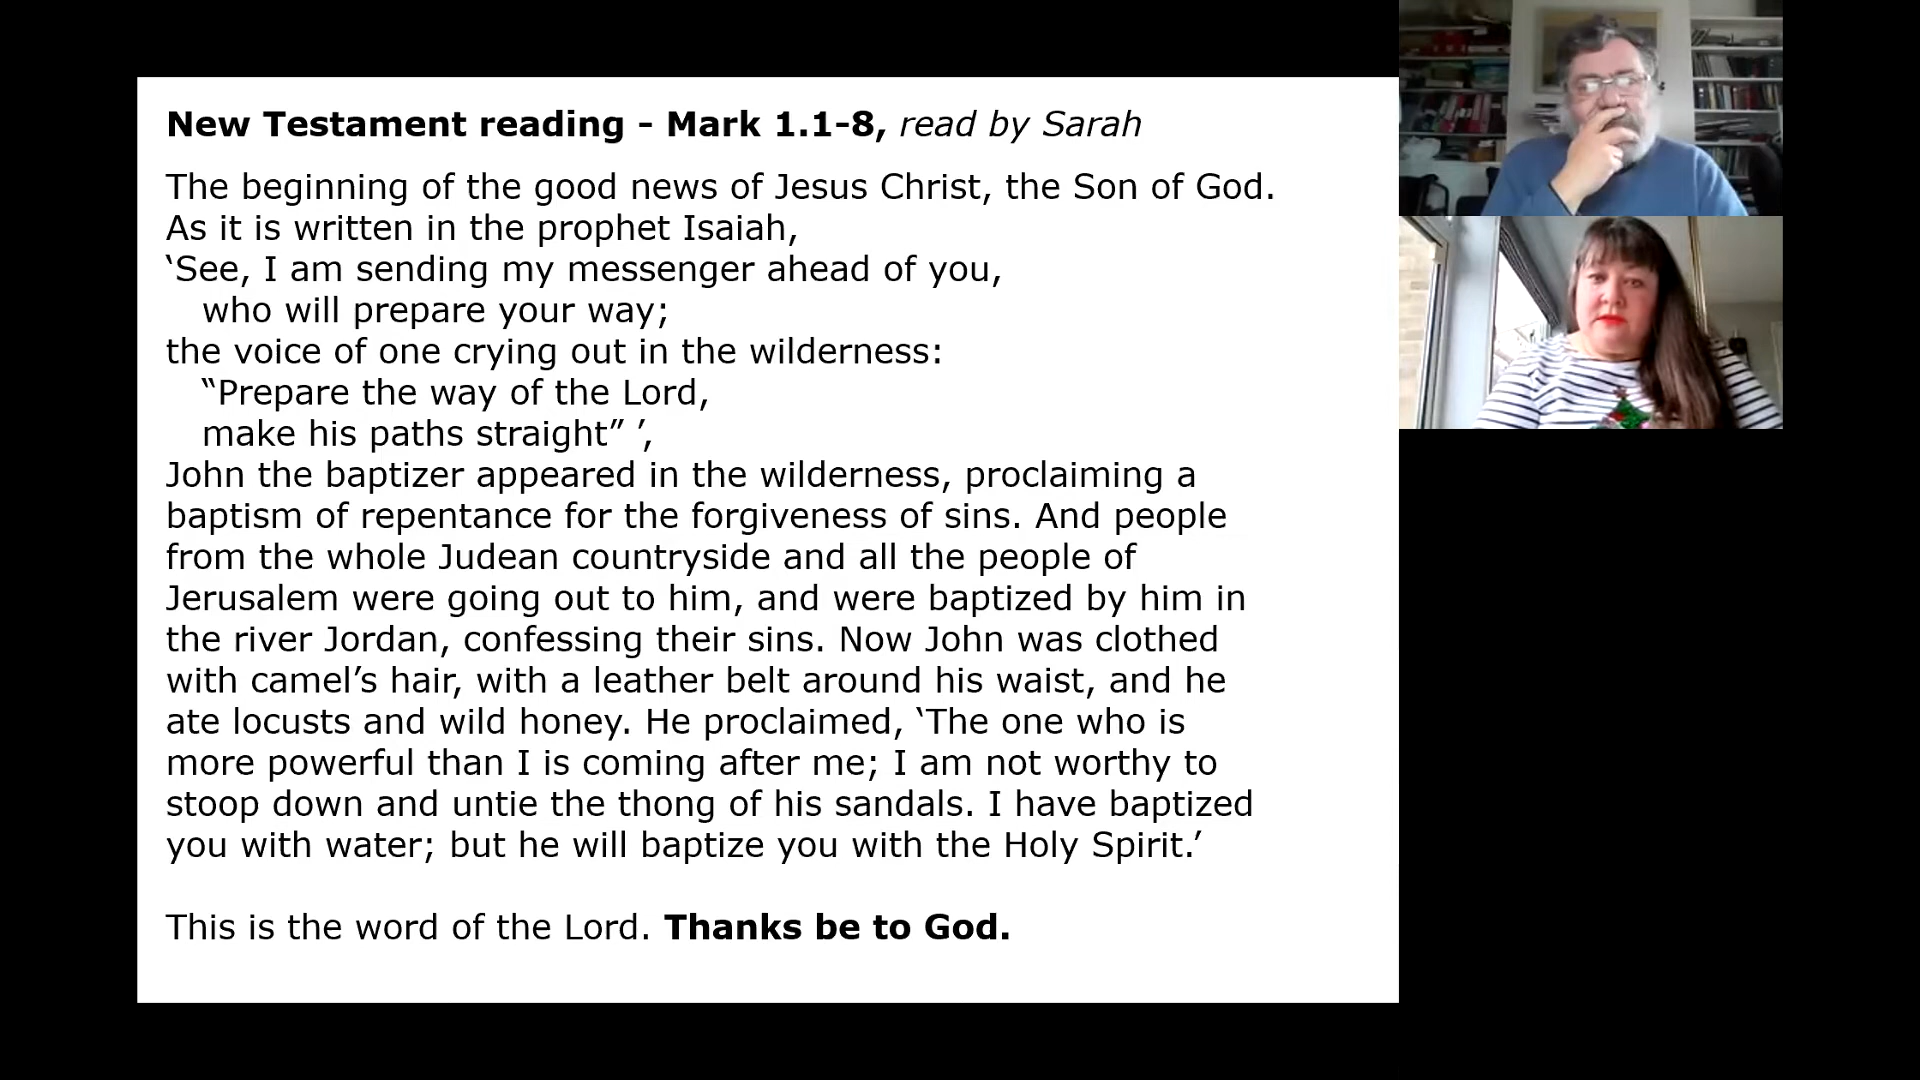 New Testament reading - Mark 1.1-8, read by Sarah
The beginning of the good news of Jesus Christ, the Son of God.
As it is written in the prophet Isaiah,
‘See, I am sending my messenger ahead of you,
who will prepare your way;
the voice of one crying out in the wilderness:
“Prepare the way of the Lord,
make his paths straight” ’,
John the baptizer appeared in the wilderness, proclaiming a
baptism of repentance for the forgiveness of sins. And people
from the whole Judean countryside and all the people of
Jerusalem were going out to him, and were baptized by him in
the river Jordan, confessing their sins. Now John was clothed
with camel’s hair, with a leather belt around his waist, and he
ate locusts and wild honey. He proclaimed, ‘The one who is
more powerful than I is coming after me; I am not worthy to
stoop down and untie the thong of his sandals. I have baptized
you with water; but he will baptize you with the Holy Spirit.’
This is the word of the Lord. Thanks be to God.